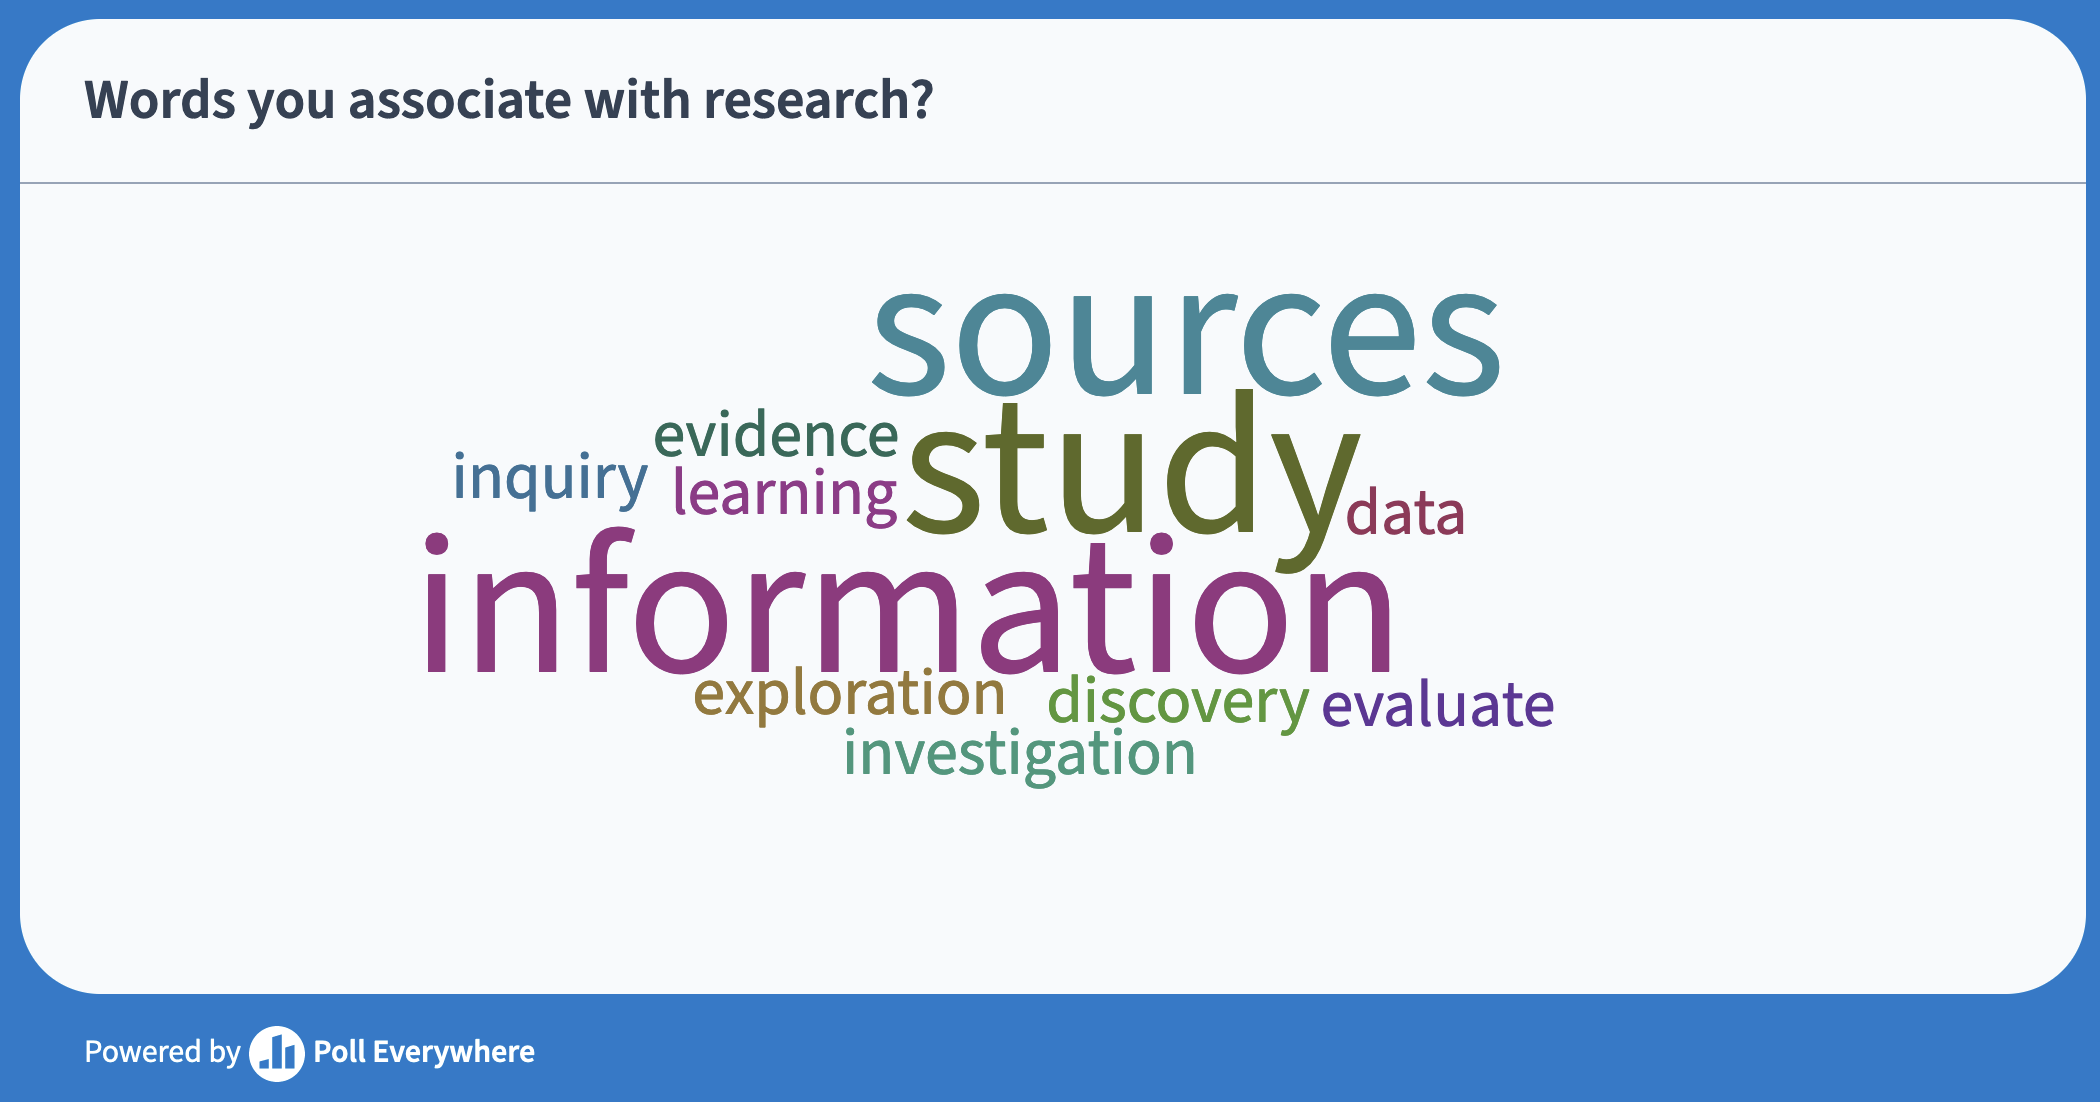 Words you associate with research?
sources
evidence
study
inquiry
learning
data
information
exploration
discovery
evaluate
investigation
Powered by Poll Everywhere